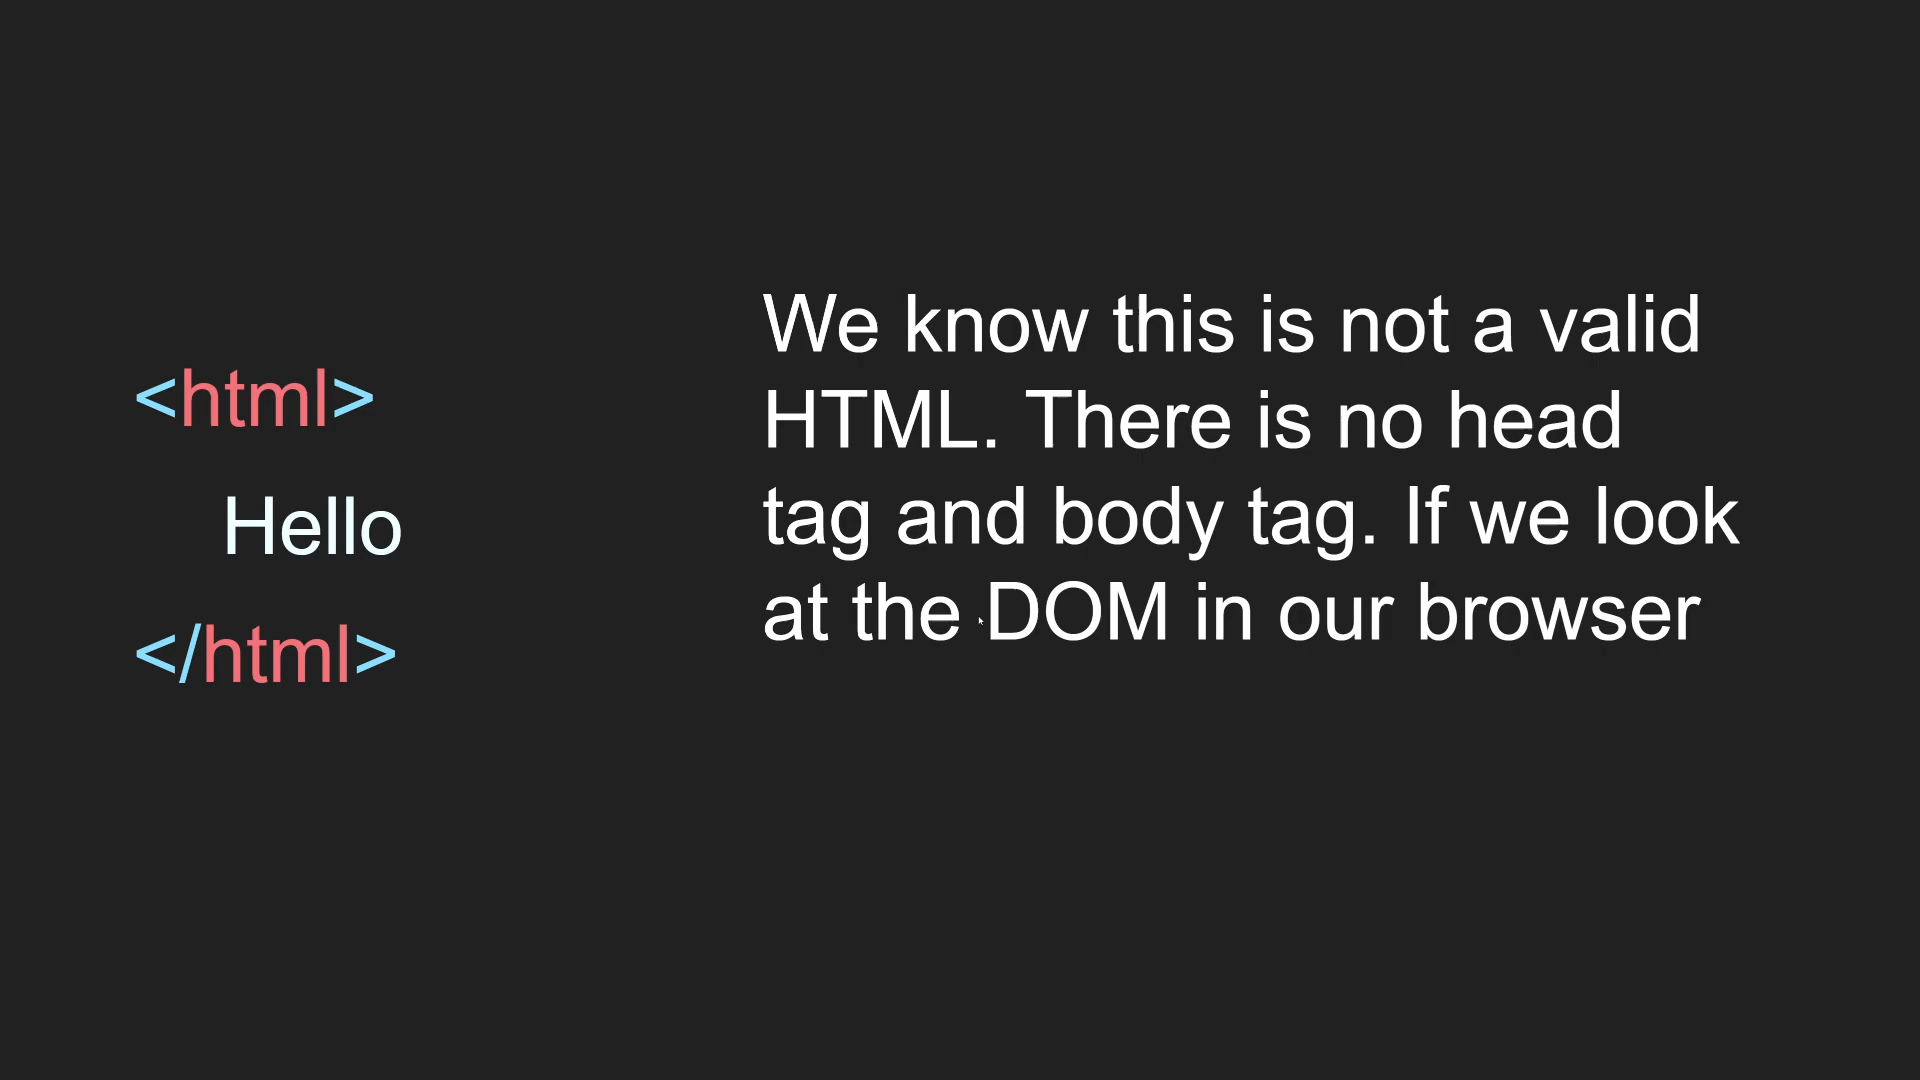 <html>
Hello
</html>
We know this is not a valid
HTML. There is no head
tag and body tag. If we look
at the DOM in our browser